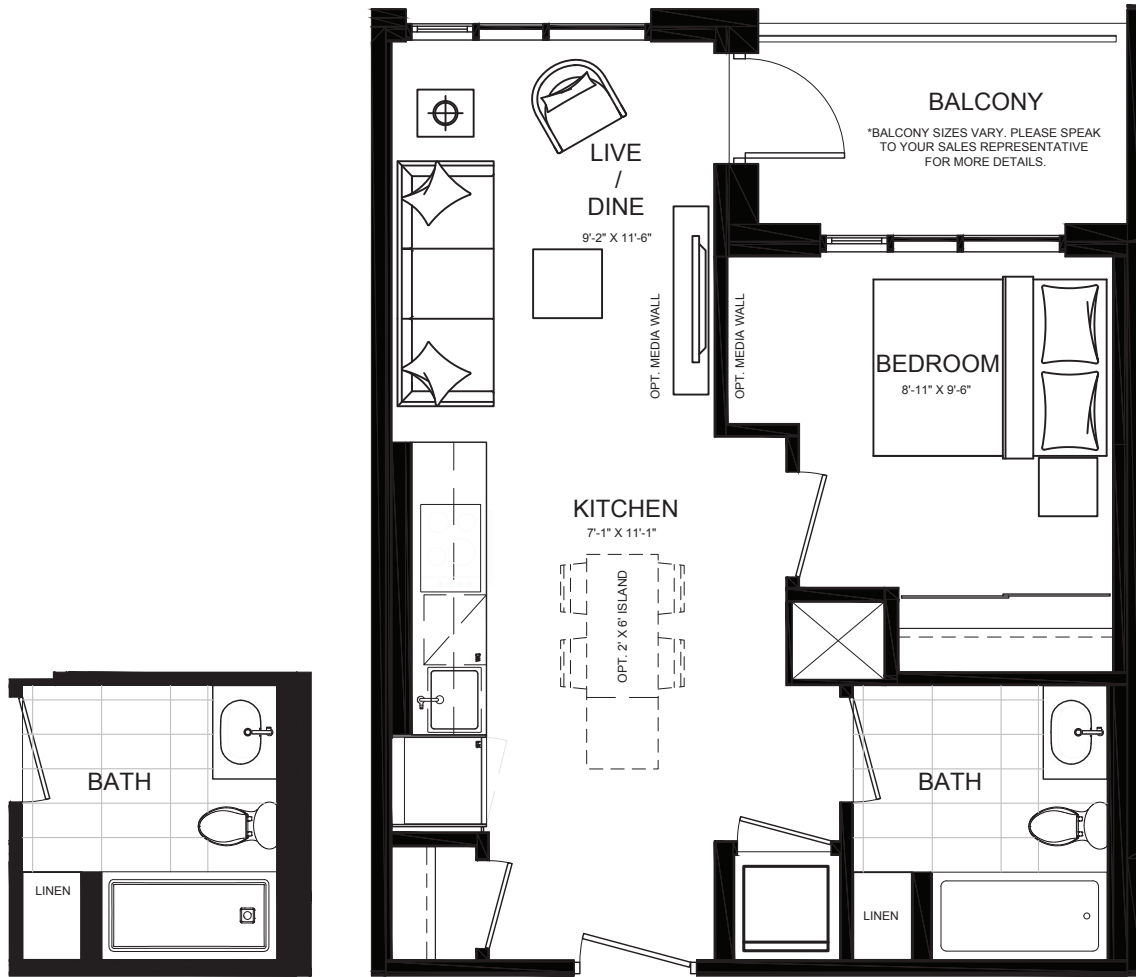 BALCONY
*BALCONY SIZES VARY. PLEASE SPEAK
TO YOUR SALES REPRESENTATIVE
FOR MORE DETAILS.
LIVE
/
DINE
9'-2" X 11'-6"
OPT. MEDIA WALL
OPT. MEDIA WALL
BEDROOM
8'-11" X 9'-6"
KITCHEN
7'-1" X 11'-1"
OPT. 2' X 6' ISLAND
BATH
LINEN
BATH
LINEN